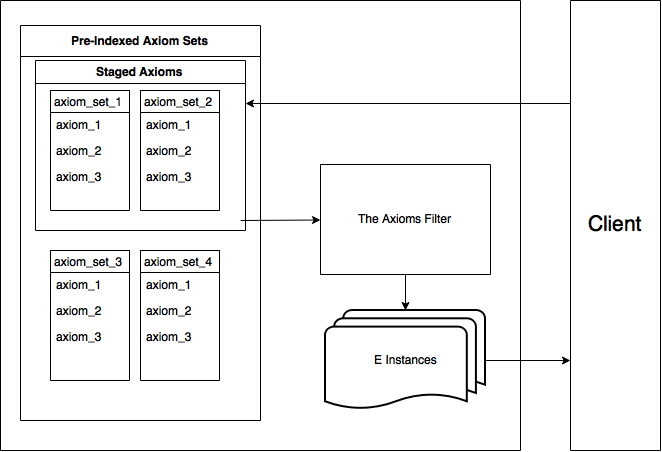 Pre-Indexed Axiom Sets
Staged Axioms
axiom_set_1
axiom_1
axiom_2
axiom_3
axiom_set_2
axiom_1
axiom_2
axiom_3
axiom_set_3
axiom_1
axiom_2
axiom_3
axiom_set_4
axiom_1
axiom_2
axiom_3
The Axioms Filter
E Instances
Client